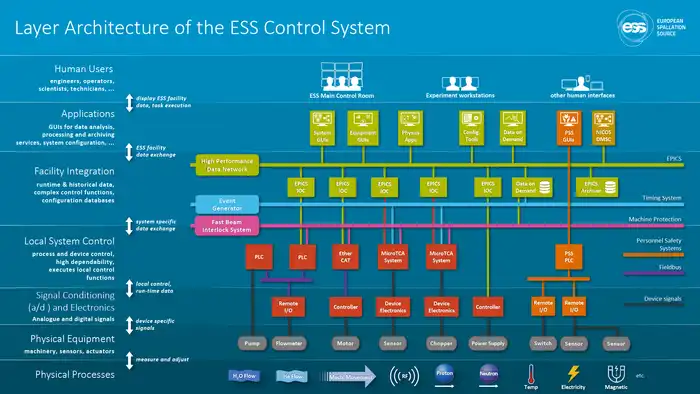 Layer Architecture of the ESS Control System
ess
EUROPEAN
SPALLATION
SOURCE
Human Users
engineers, operators,
scientists, technicians, ...
display ESS facility
data, task execution
ESS Main Control Room
Experiment workstations
other human interfaces
Applications
GUIs for data analysis,
processing and archiving
services, system configuration, ...
ESS facility
data exchange
System
GUIs
Equipment
GUIs
Physics
Apps
Config.
Tools
Data on
Demand
PSS
GUIs
hICOS
DMSC
High Performance
Data Network
EPICS
Facility Integration
runtime & historical data,
complex control functions,
configuration databases
EPICS
IOC
EPICS
IOC
EPICS
IOC
EPICS
IOC
EPICS
IOC
Data on
Demand
EPICS
Archiver
Event
Generator
Timing System
system specific
data exchange
Fast Beam
Interlock System
Machine Protection
Local System Control
process and device control,
high dependability,
executes local control
functions
PLC
PLC
Ether
CAT
MicroTCA
System
MicroTCA
System
PSS
PLC
Personnel Safety
Systems
Fieldbus
local control,
run-time data
Signal Conditioning
(a/d ) and Electronics
Analogue and digital signals
Remote
I/O
Controller
Device
Electronics
Device
Electronics
Controller
Remote
I/O
Remote
I/O
Device signals
device specific
signals
Physical Equipment
machinery, sensors, actuators
Pump
Flowmeter
Motor
Sensor
Chopper
Power Supply
Switch
Sensor
Sensor
measure and adjust
Physical Processes
H2O Flow
Flow
Mech. Movement
(RF)
Proton
Neutron
Temp
Electricity
Magnetic
etc.